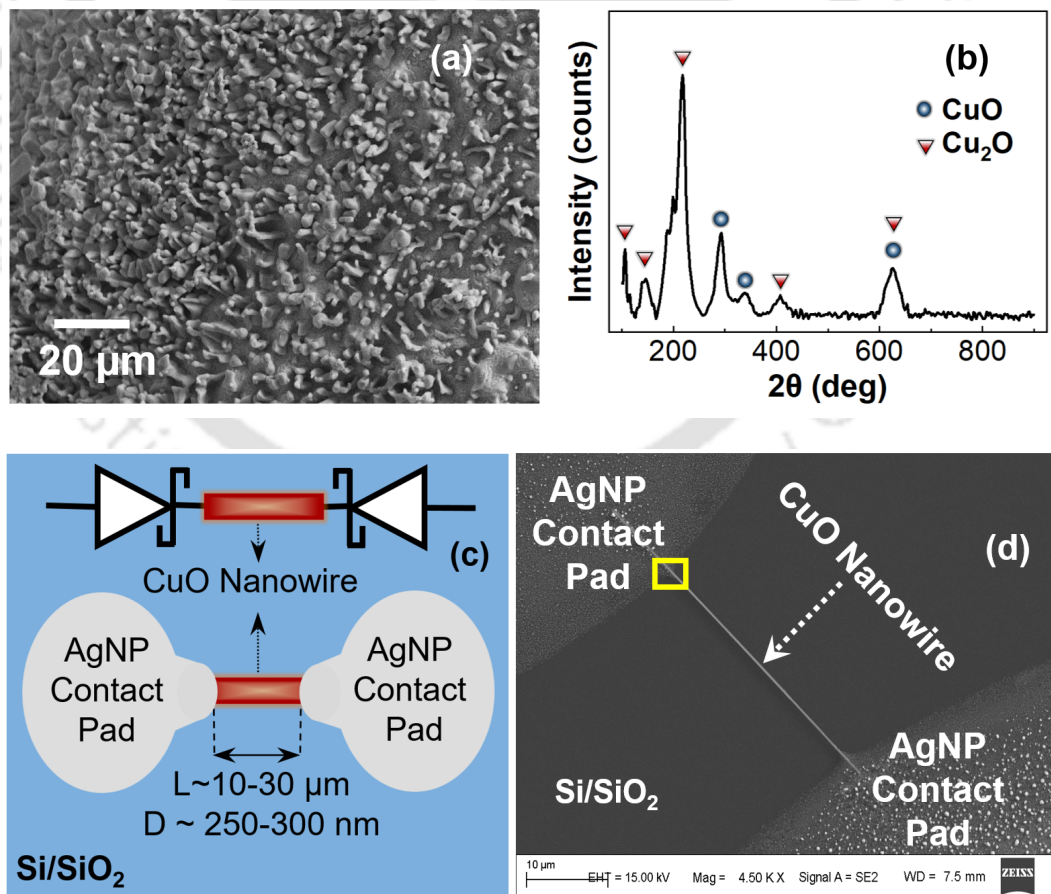 (a)
20 μm
(b)
CuO
Cu₂O
Intensity (counts)
200 400 600 800
2θ (deg)
(c)
CuO Nanowire
AgNP
Contact
Pad
AgNP
Contact
Pad
L~10-30 μm
D ~ 250-300 nm
Si/SiO₂
AgNP
Contact
Pad
CuO Nanowire
(d)
Si/SiO₂
AgNP
Contact
Pad
10 μm
EHT = 15.00 kV Mag = 4.50 K X Signal A = SE2 WD = 7.5 mm ZEISS